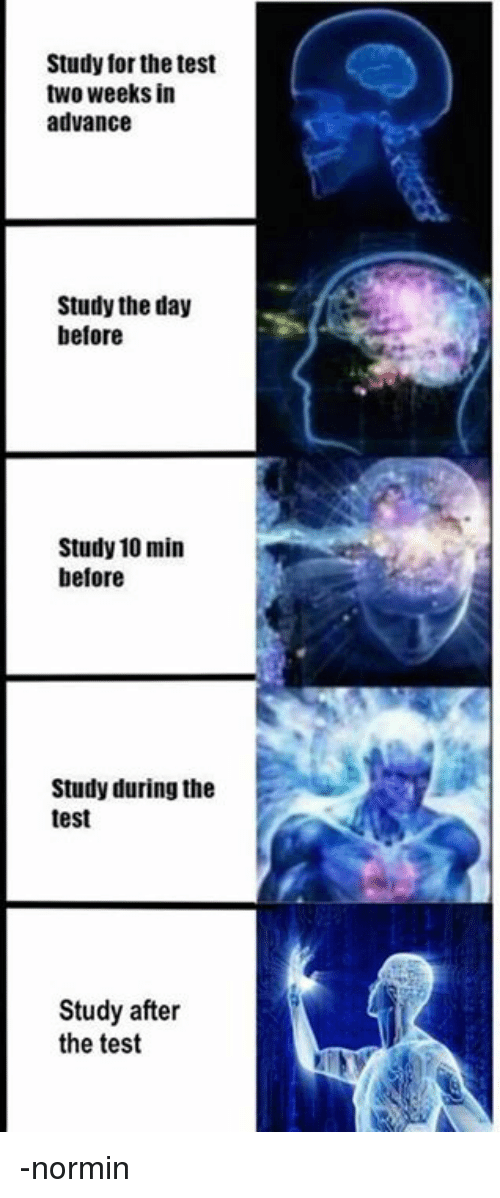 Study for the test
two weeks in
advance
Study the day
before
Study 10 min
before
Study during the
test
Study after
the test
-normin